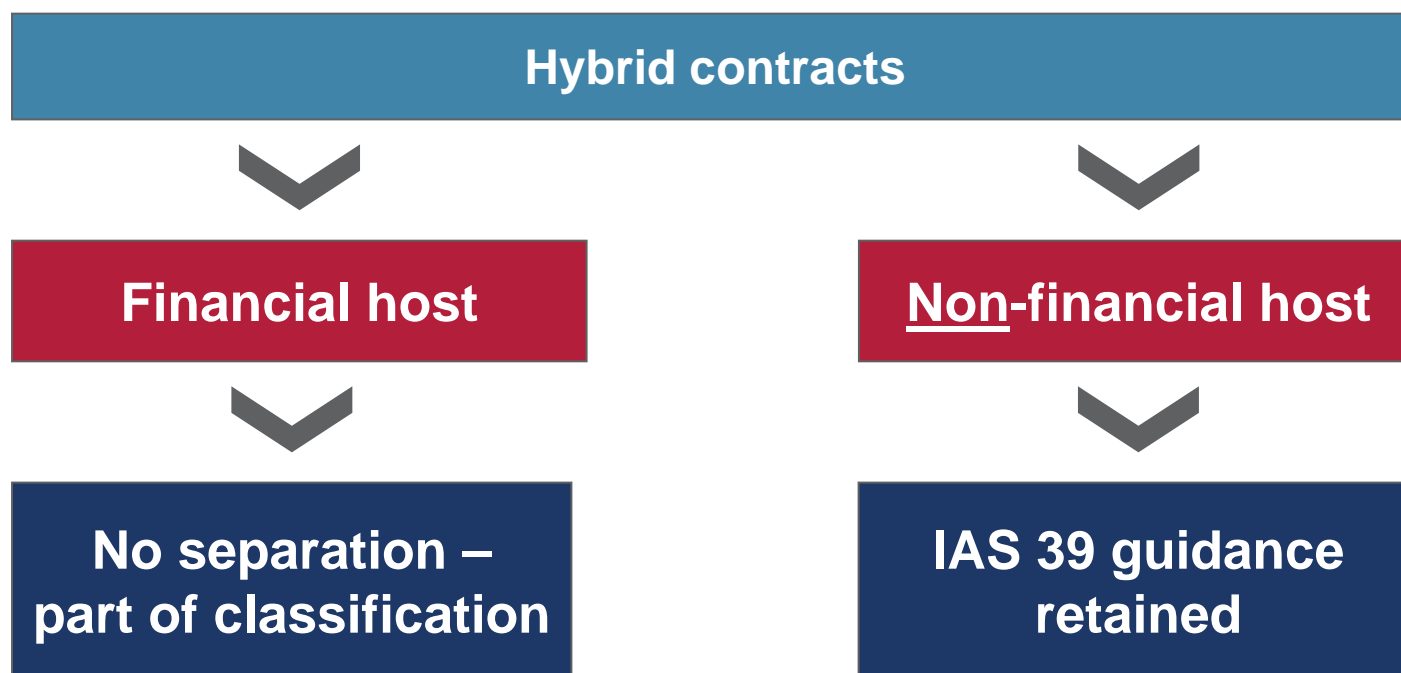 Hybrid contracts
Financial host
Non-financial host
No separation –
part of classification
IAS 39 guidance
retained